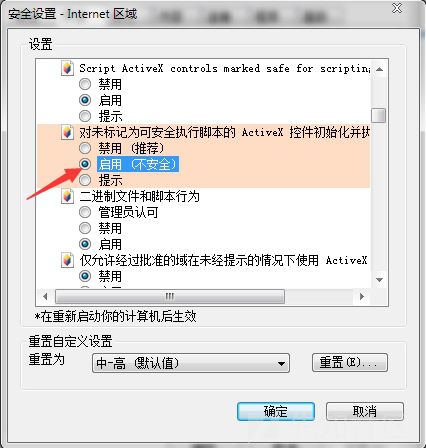 安全设置 - Internet 区域
设置
Script ActiveX controls marked safe for scripting
禁用
启用
提示
对未标记为可安全执行脚本的 ActiveX 控件初始化并执
禁用 (推荐)
启用 (不安全)
提示
二进制文件和脚本行为
管理员认可
禁用
启用
仅允许经过批准的域在未经提示的情况下使用 ActiveX
禁用
*在重新启动你的计算机后生效
重置自定义设置
重置为
中-高 (默认值)
重置(E)...
确定
取消